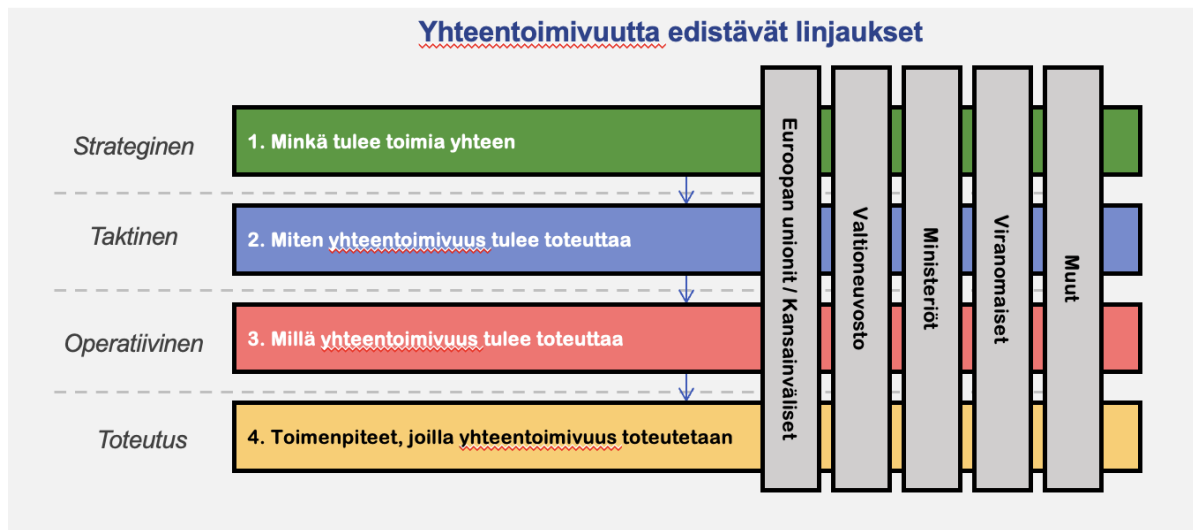 Yhteentoimivuutta edistävät linjaukset
Strateginen
1. Minkä tulee toimia yhteen
Taktinen
2. Miten yhteentoimivuus tulee toteuttaa
Operatiivinen
3. Millä yhteentoimivuus tulee toteuttaa
Toteutus
4. Toimenpiteet, joilla yhteentoimivuus toteutetaan
Euroopan unionit / Kansainväliset
Valtioneuvosto
Ministeriöt
Viranomaiset
Muut